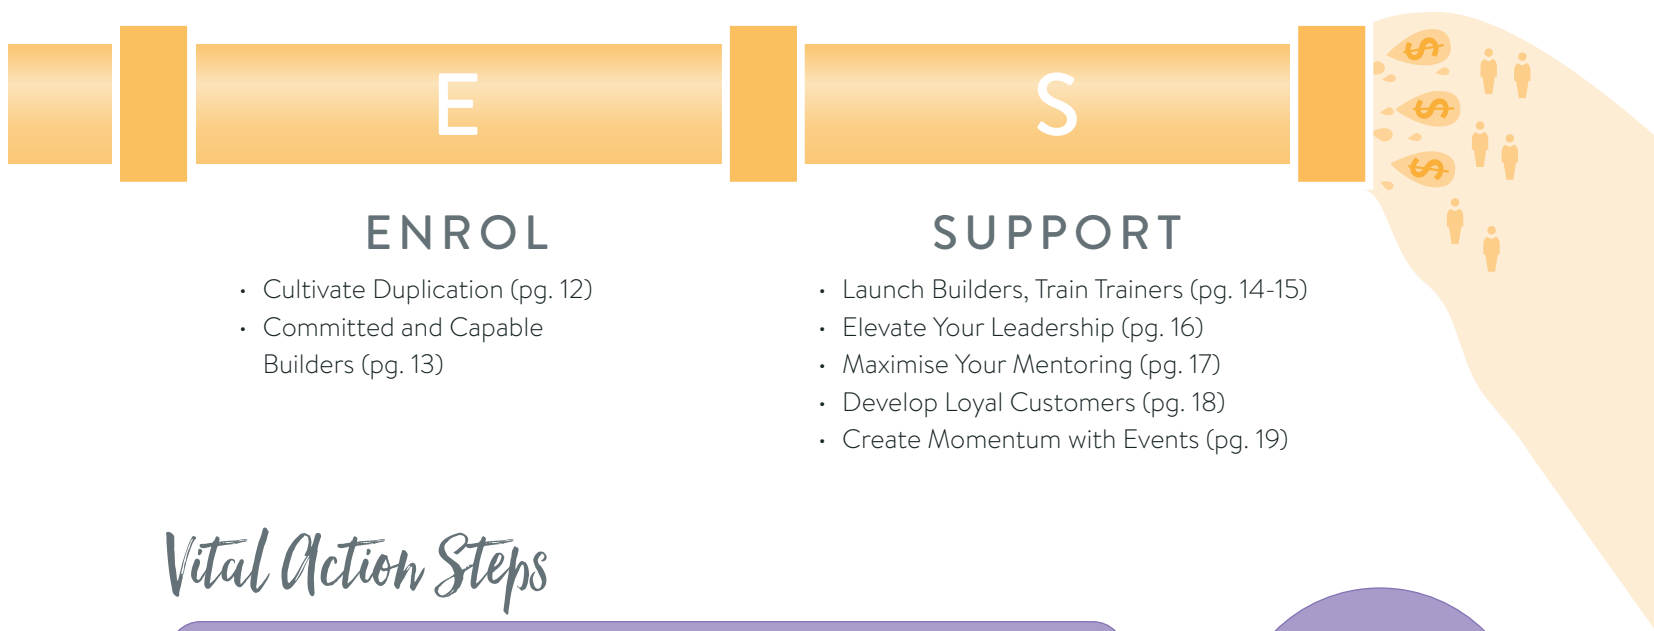 E
S
$
$
$
ENROL
• Cultivate Duplication (pg. 12)
• Committed and Capable
Builders (pg. 13)
SUPPORT
• Launch Builders, Train Trainers (pg. 14-15)
• Elevate Your Leadership (pg. 16)
• Maximise Your Mentoring (pg. 17)
• Develop Loyal Customers (pg. 18)
• Create Momentum with Events (pg. 19)
Vital Action Steps